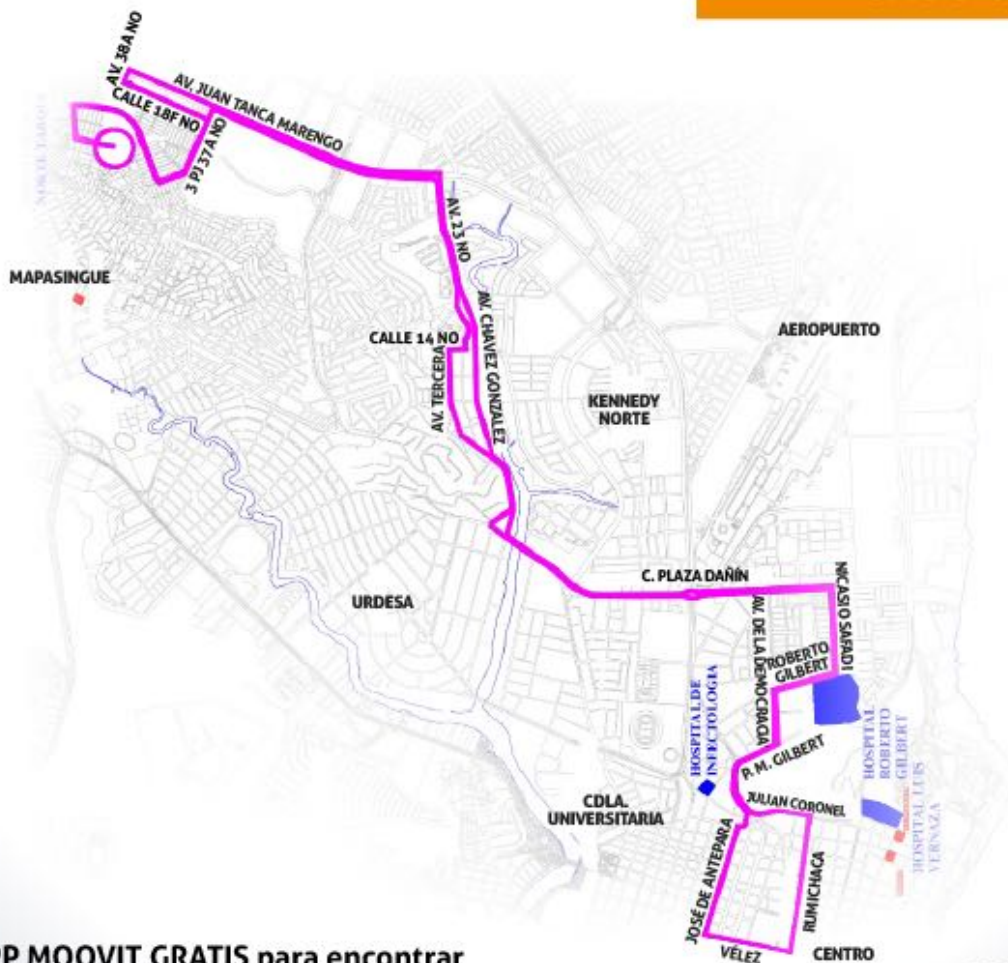 AV. 38A NO
AV. JUAN TANCA MARENGO
CALLE 18F NO
3 PJ 37A NO
AV. 23 NO
MAPASINGUE
AV. CHAVEZ GONZALEZ
CALLE 14 NO
AV. TERCERA
AEROPUERTO
KENNEDY
NORTE
C. PLAZA DAÑÍN
NICASIO SAFADI
URDESA
AV. DE LA DEMOCRACIA
ROBERTO
GILBERT
HOSPITAL DE
INFECTOLOGIA
P. M. GILBERT
HOSPITAL
ROBERTO
GILBERT
JULIAN CORONEL
CDLA.
UNIVERSITARIA
HOSPITAL LUIS
VERNAZA
JOSÉ DE ANTEPARA
RUMICHACA
VÉLEZ
CENTRO
MOOVIT GRATIS para encontrar